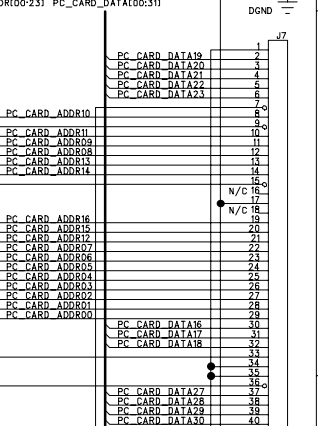 DR[00:23] PC_CARD_DATA[00:31]
DGND
J7
1
PC_CARD_DATA19 2
PC_CARD_DATA20 3
PC_CARD_DATA21 4
PC_CARD_DATA22 5
PC_CARD_DATA23 6
7
PC_CARD_ADDR10 8
9
PC_CARD_ADDR11 10
PC_CARD_ADDR09 11
PC_CARD_ADDR08 12
PC_CARD_ADDR13 13
PC_CARD_ADDR14 14
15
N/C 16
17
N/C 18
PC_CARD_ADDR16 19
PC_CARD_ADDR15 20
PC_CARD_ADDR12 21
PC_CARD_ADDR07 22
PC_CARD_ADDR06 23
PC_CARD_ADDR05 24
PC_CARD_ADDR04 25
PC_CARD_ADDR03 26
PC_CARD_ADDR02 27
PC_CARD_ADDR01 28
PC_CARD_ADDR00 29
PC_CARD_DATA16 30
PC_CARD_DATA17 31
PC_CARD_DATA18 32
33
34
35
36
PC_CARD_DATA27 37
PC_CARD_DATA28 38
PC_CARD_DATA29 39
PC_CARD_DATA30 40